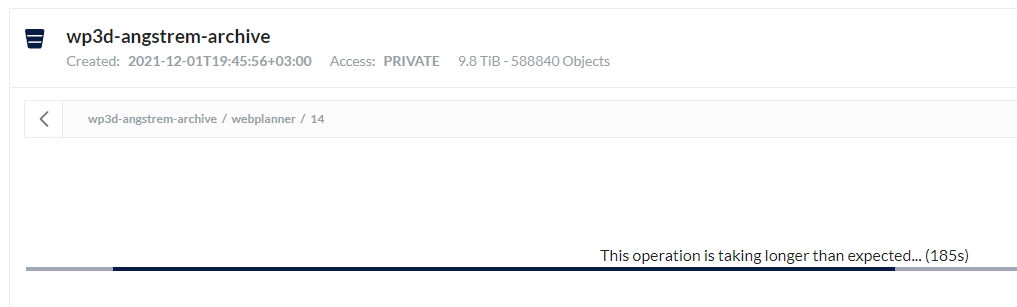 wp3d-angstrem-archive
Created: 2021-12-01T19:45:56+03:00 Access: PRIVATE 9.8 TiB - 588840 Objects
wp3d-angstrem-archive / webplanner / 14
This operation is taking longer than expected... (185s)